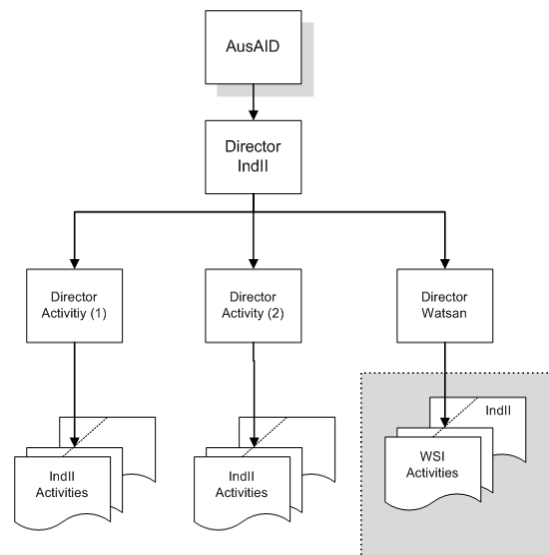 AusAID
Director
IndII
Director
Activitiy (1)
Director
Activity (2)
Director
Watsan
IndII
Activities
IndII
Activities
IndII
WSI
Activities